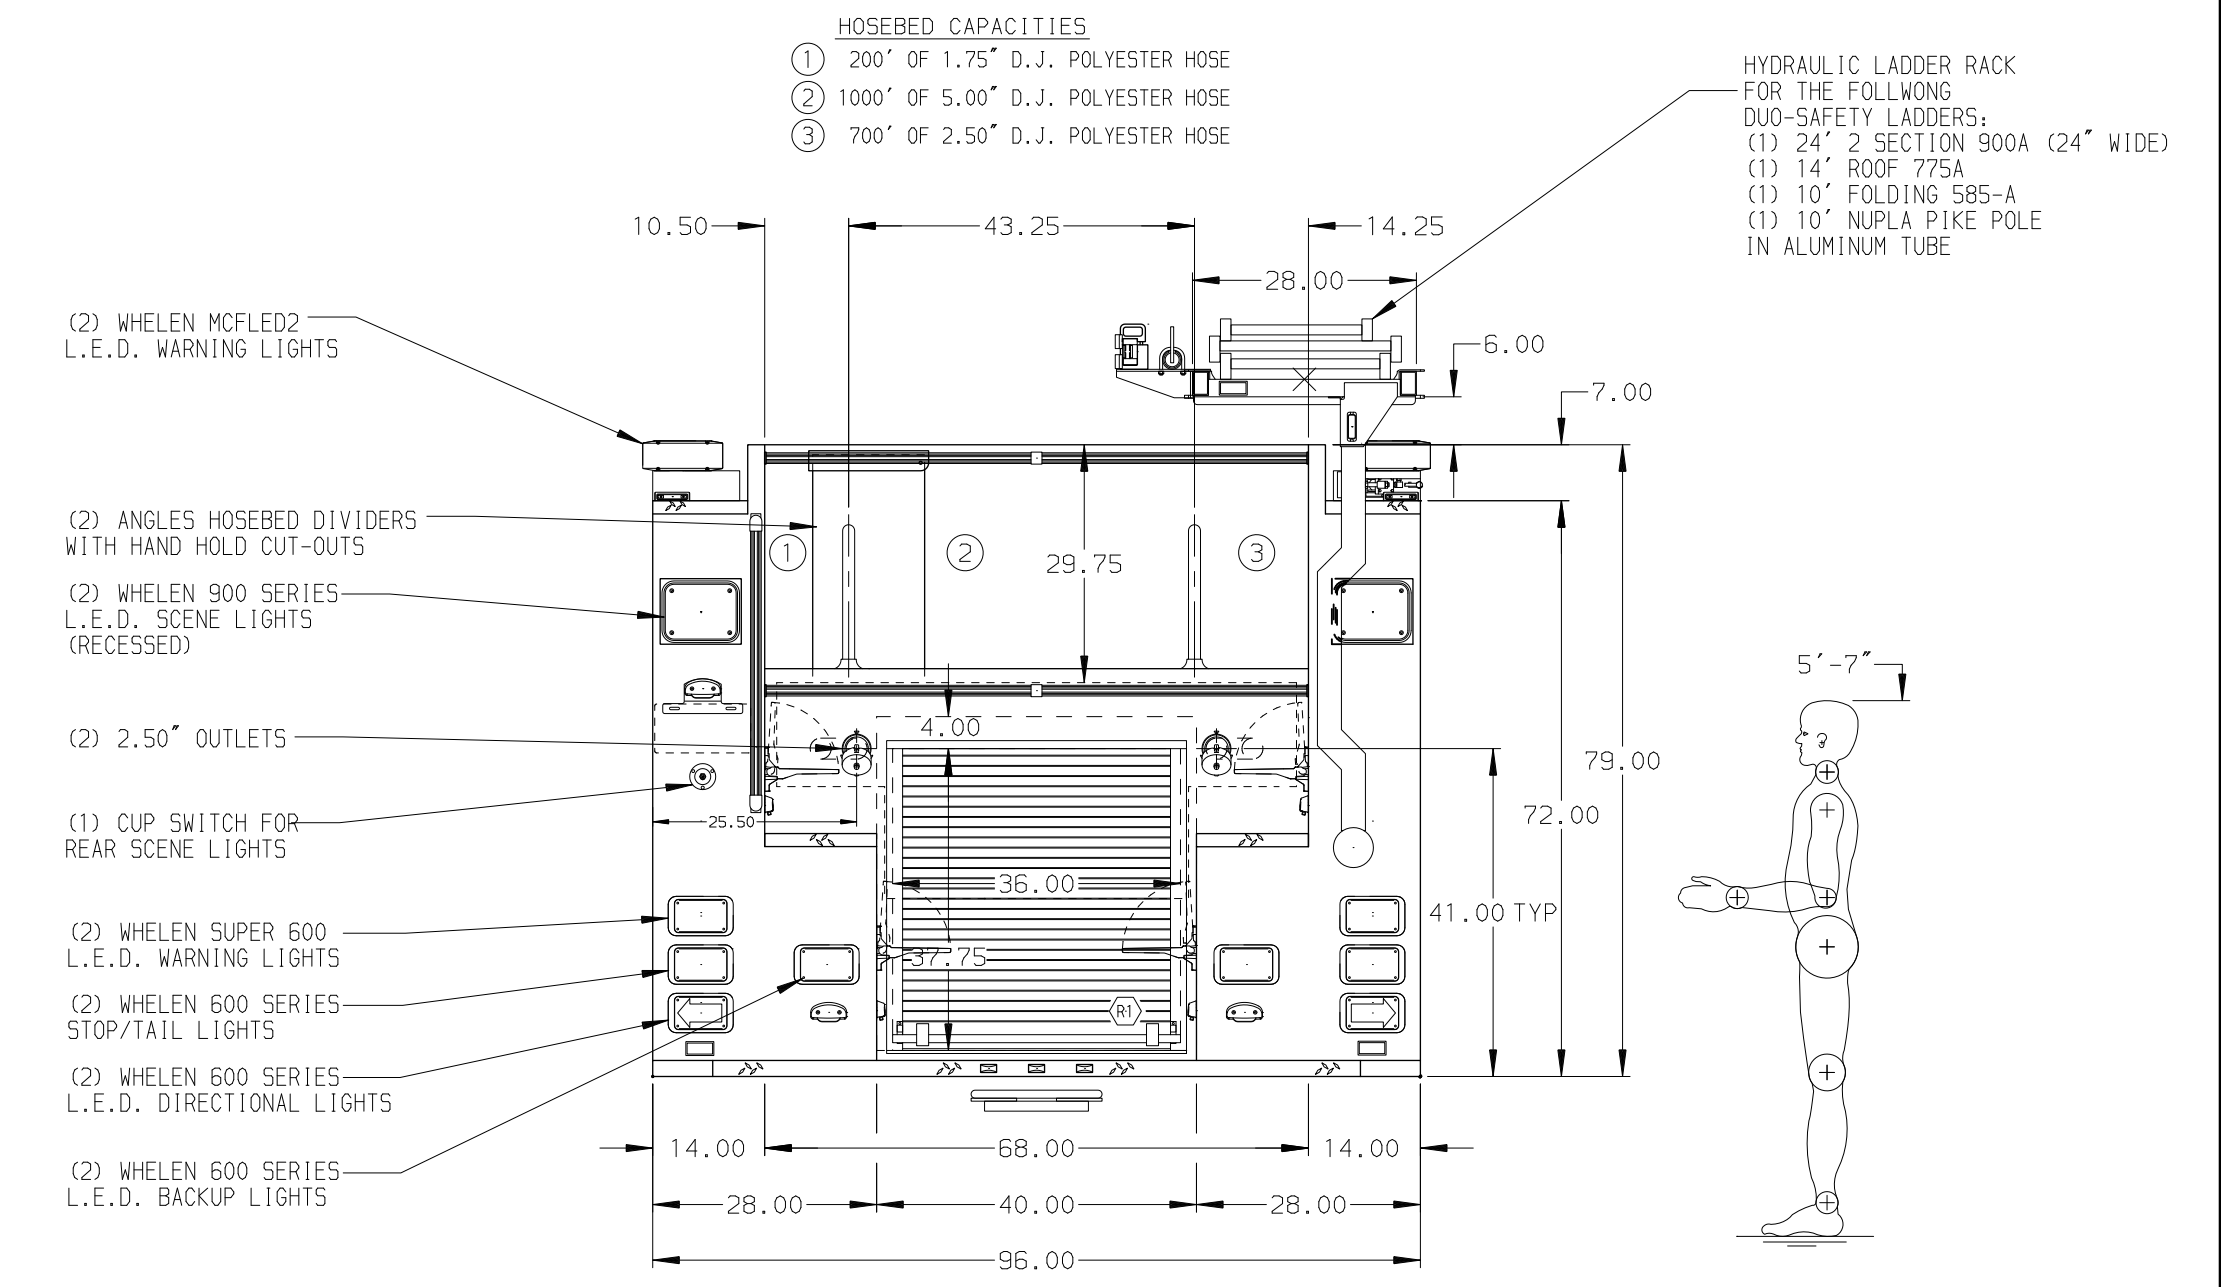 HOSEBED CAPACITIES
1 200' OF 1.75" D.J. POLYESTER HOSE
2 1000' OF 5.00" D.J. POLYESTER HOSE
3 700' OF 2.50" D.J. POLYESTER HOSE
HYDRAULIC LADDER RACK
FOR THE FOLLWONG
DUO-SAFETY LADDERS:
(1) 24' 2 SECTION 900A (24" WIDE)
(1) 14' ROOF 775A
(1) 10' FOLDING 585-A
(1) 10' NUPLA PIKE POLE
IN ALUMINUM TUBE
10.50
43.25
14.25
28.00
6.00
7.00
(2) WHELEN MCFLED2
L.E.D. WARNING LIGHTS
(2) ANGLES HOSEBED DIVIDERS
WITH HAND HOLD CUT-OUTS
(2) WHELEN 900 SERIES
L.E.D. SCENE LIGHTS
(RECESSED)
(2) 2.50" OUTLETS
(1) CUP SWITCH FOR
REAR SCENE LIGHTS
(2) WHELEN SUPER 600
L.E.D. WARNING LIGHTS
(2) WHELEN 600 SERIES
STOP/TAIL LIGHTS
(2) WHELEN 600 SERIES
L.E.D. DIRECTIONAL LIGHTS
(2) WHELEN 600 SERIES
L.E.D. BACKUP LIGHTS
1
2
3
29.75
4.00
25.50
36.00
37.75
R-1
5'-7"
79.00
72.00
41.00 TYP
14.00
68.00
14.00
28.00
40.00
28.00
96.00